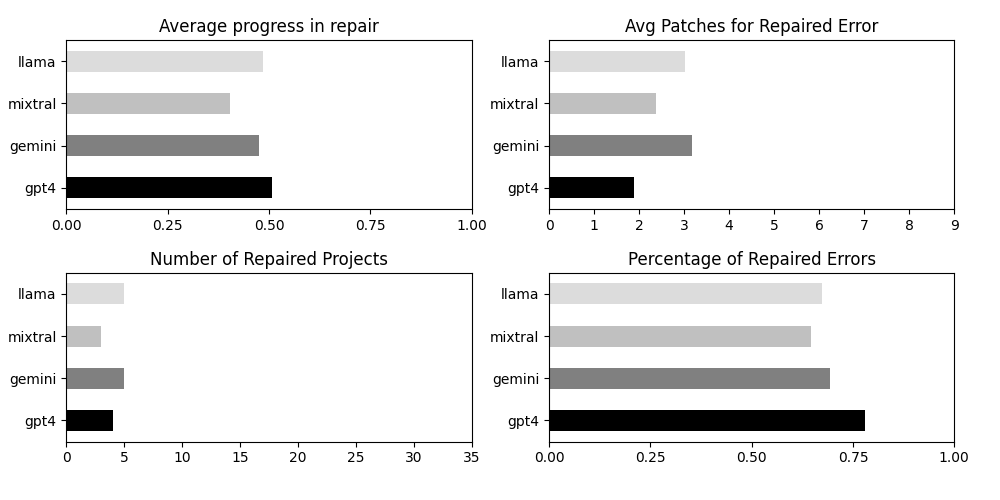 Average progress in repair
llama
mixtral
gemini
gpt4
0.00 0.25 0.50 0.75 1.00
Avg Patches for Repaired Error
llama
mixtral
gemini
gpt4
0 1 2 3 4 5 6 7 8 9
Number of Repaired Projects
llama
mixtral
gemini
gpt4
0 5 10 15 20 25 30 35
Percentage of Repaired Errors
llama
mixtral
gemini
gpt4
0.00 0.25 0.50 0.75 1.00